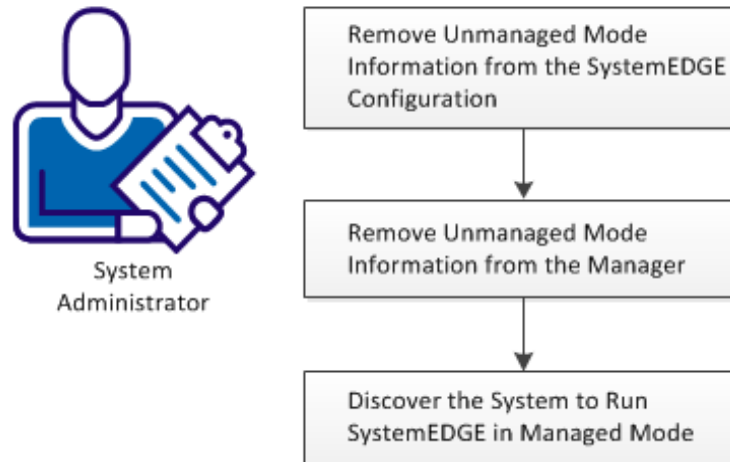 Remove Unmanaged Mode
Information from the SystemEDGE
Configuration
Remove Unmanaged Mode
Information from the Manager
System
Administrator
Discover the System to Run
SystemEDGE in Managed Mode